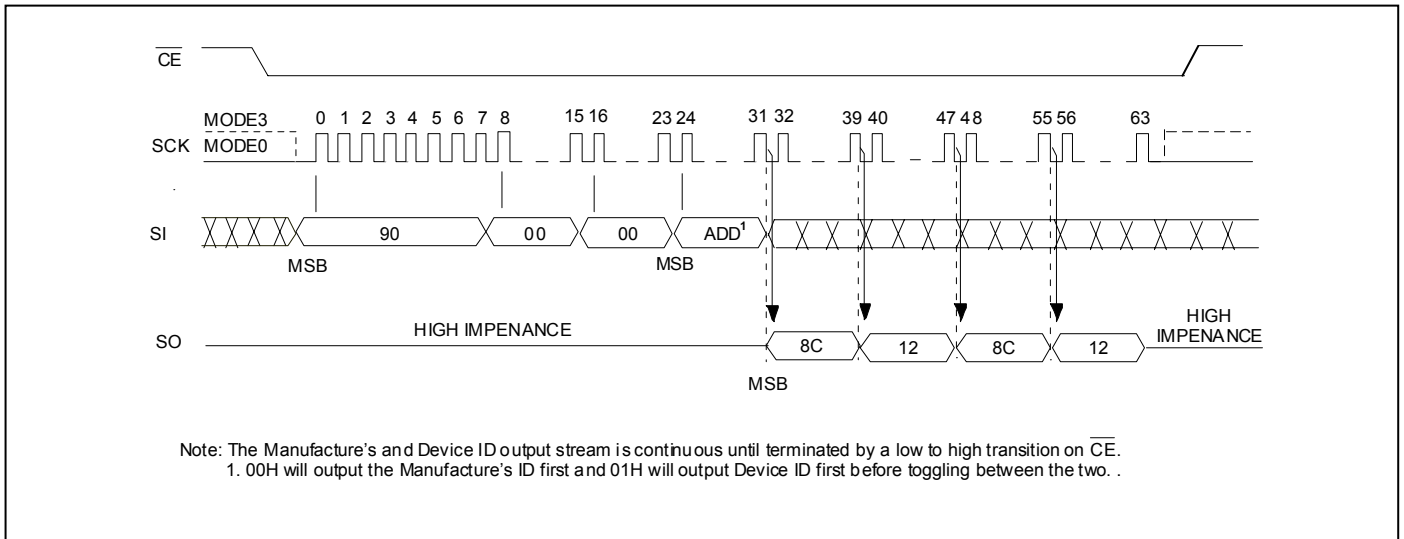 CE
MODE3 0 1 2 3 4 5 6 7 8 15 16 23 24 31 32 39 40 47 48 55 56 63
SCK MODE0
SI 90 00 00 ADD1
MSB MSB
SO HIGH IMPENANCE 8C 12 8C 12 HIGH IMPENANCE
MSB
Note: The Manufacture's and Device ID output stream is continuous until terminated by a low to high transition on CE.
1. 00H will output the Manufacture's ID first and 01H will output Device ID first before toggling between the two. .